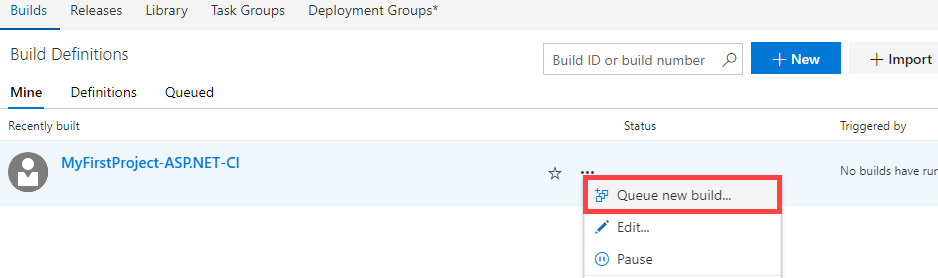 Builds Releases Library Task Groups Deployment Groups*
Build Definitions
Build ID or build number
+ New
+ Import
Mine Definitions Queued
Recently built Status Triggered by
MyFirstProject-ASP.NET-CI
No builds have run
Queue new build...
Edit...
Pause